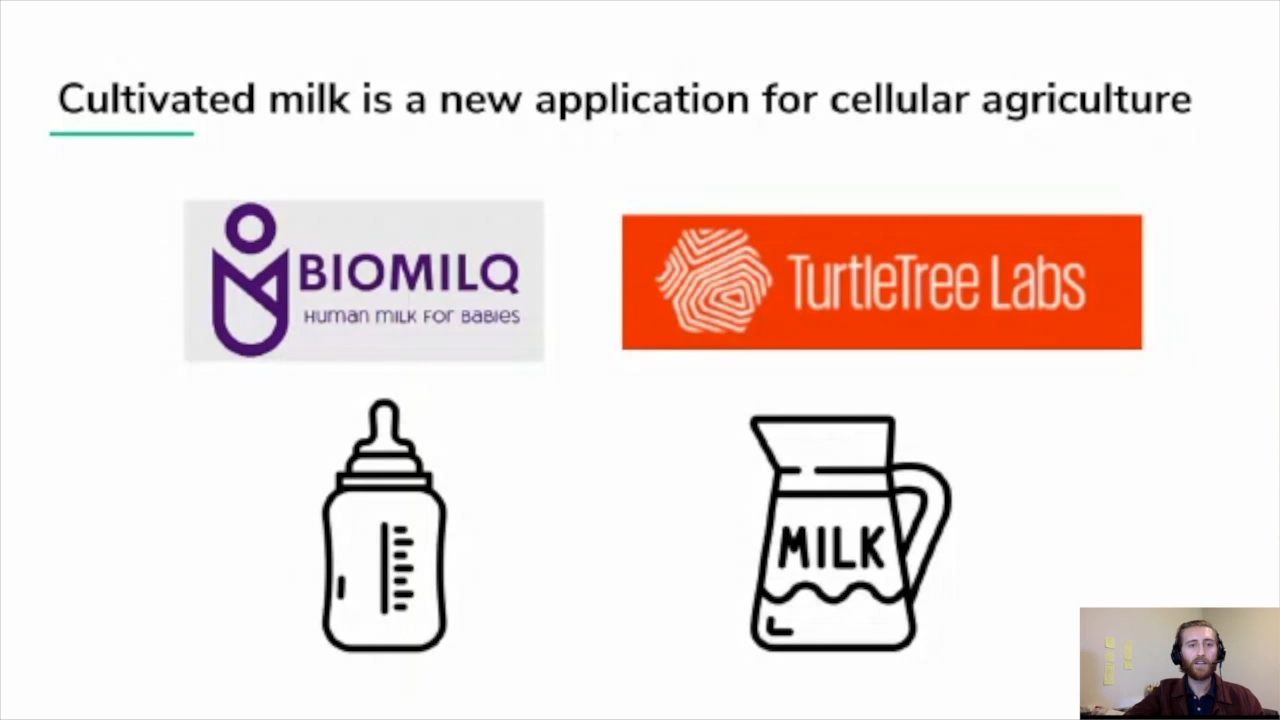 Cultivated milk is a new application for cellular agriculture
BIOMILQ
HUMAN MILK FOR BABIES
TurtleTree Labs
MILK